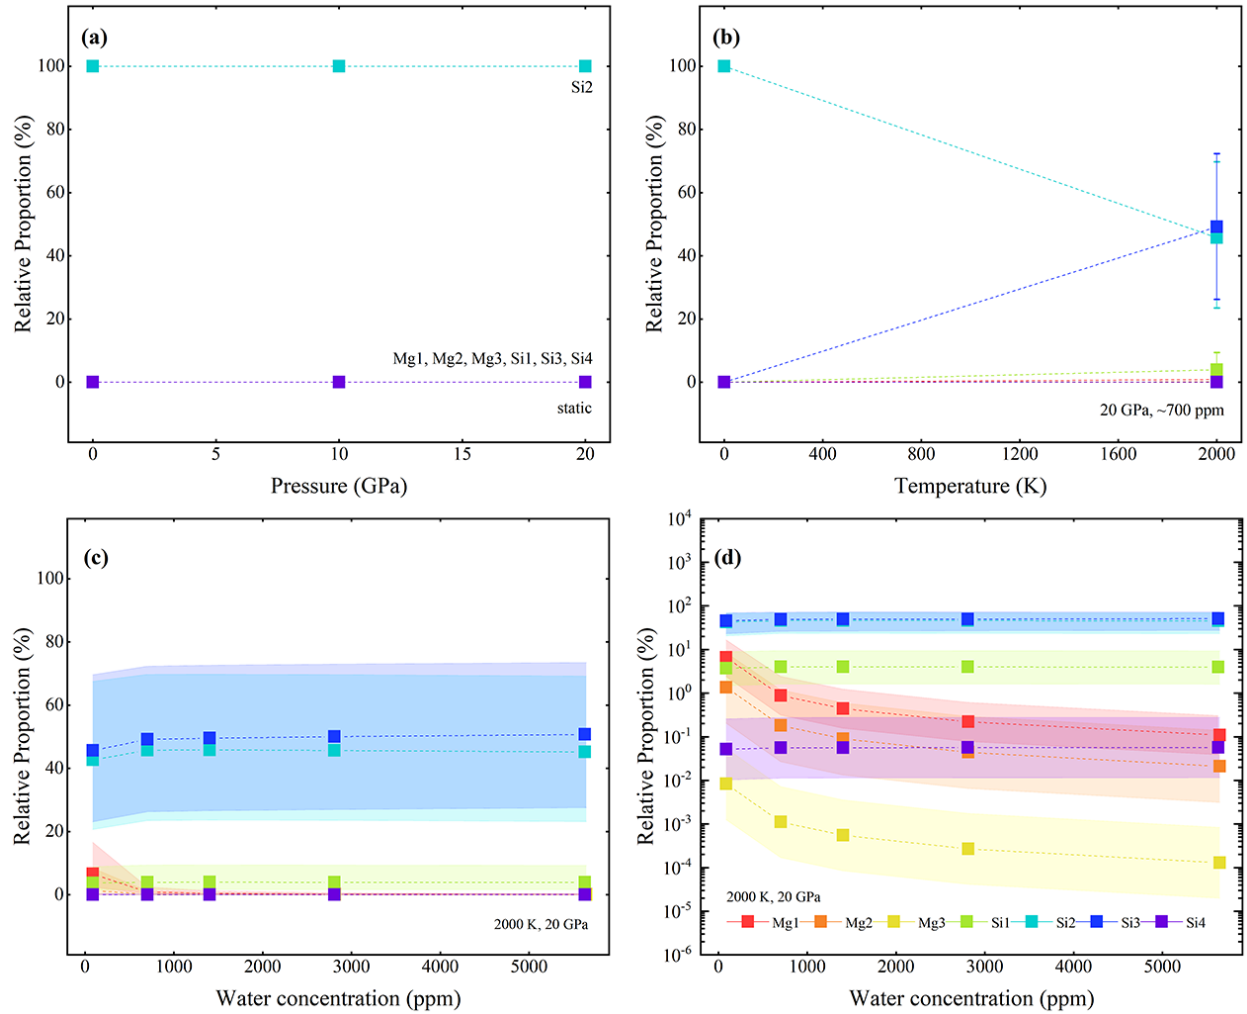 (a)
100
80
60
40
20
0
Relative Proportion (%)
Si2
Mg1, Mg2, Mg3, Si1, Si3, Si4
static
0 5 10 15 20
Pressure (GPa)
(b)
100
80
60
40
20
0
Relative Proportion (%)
20 GPa, ~700 ppm
0 400 800 1200 1600 2000
Temperature (K)
(c)
100
80
60
40
20
0
Relative Proportion (%)
2000 K, 20 GPa
0 1000 2000 3000 4000 5000
Water concentration (ppm)
(d)
10⁴
10³
10²
10¹
10⁰
10⁻¹
10⁻²
10⁻³
10⁻⁴
10⁻⁵
10⁻⁶
Relative Proportion (%)
2000 K, 20 GPa
Mg1 Mg2 Mg3 Si1 Si2 Si3 Si4
0 1000 2000 3000 4000 5000
Water concentration (ppm)